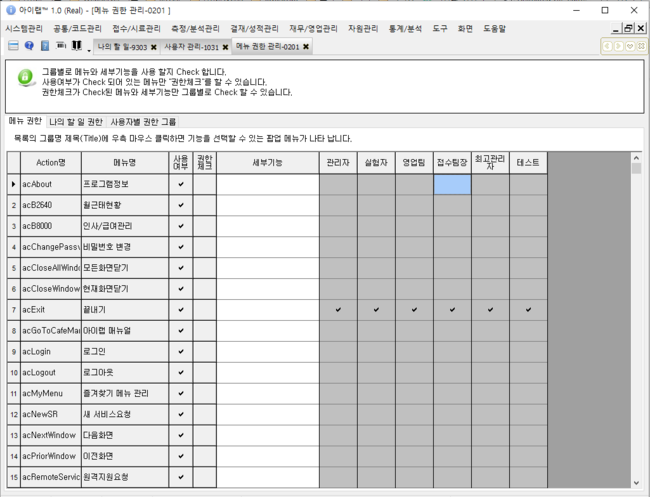 아이랩™ 1.0 (Real) - [메뉴 권한 관리-0201 ]
시스템관리 공통/코드관리 접수/시료관리 측정/분석관리 결재/성적관리 재무/영업관리 자원관리 통계/분석 도구 화면 도움말
나의 할 일-9303 사용자 관리-1031 메뉴 권한 관리-0201
그룹별로 메뉴와 세부기능을 사용 할지 Check 합니다.
사용여부가 Check 되어 있는 메뉴만 "권한체크"를 할 수 있습니다.
권한체크가 Check된 메뉴와 세부기능만 그룹별로 Check 할 수 있습니다.
메뉴 권한 나의 할 일 권한 사용자별 권한 그룹
목록의 그룹명 제목(Title)에 우측 마우스 클릭하면 기능을 선택할 수 있는 팝업 메뉴가 나타 납니다.
Action명 메뉴명 사용여부 권한체크 세부기능 관리자 실험자 영업팀 접수팀장 최고관리자 테스트
acAbout 프로그램정보
2 acB2640 월근태현황
3 acB8000 인사/급여관리
4 acChangePassw 비밀번호 변경
5 acCloseAllWindo 모든화면닫기
6 acCloseWindow 현재화면닫기
7 acExit 끝내기
8 acGoToCafeMai 아이랩 매뉴얼
9 acLogin 로그인
10 acLogout 로그아웃
11 acMyMenu 즐겨찾기 메뉴 관리
12 acNewSR 새 서비스요청
13 acNextWindow 다음화면
14 acPriorWindow 이전화면
15 acRemoteServic 원격지원요청